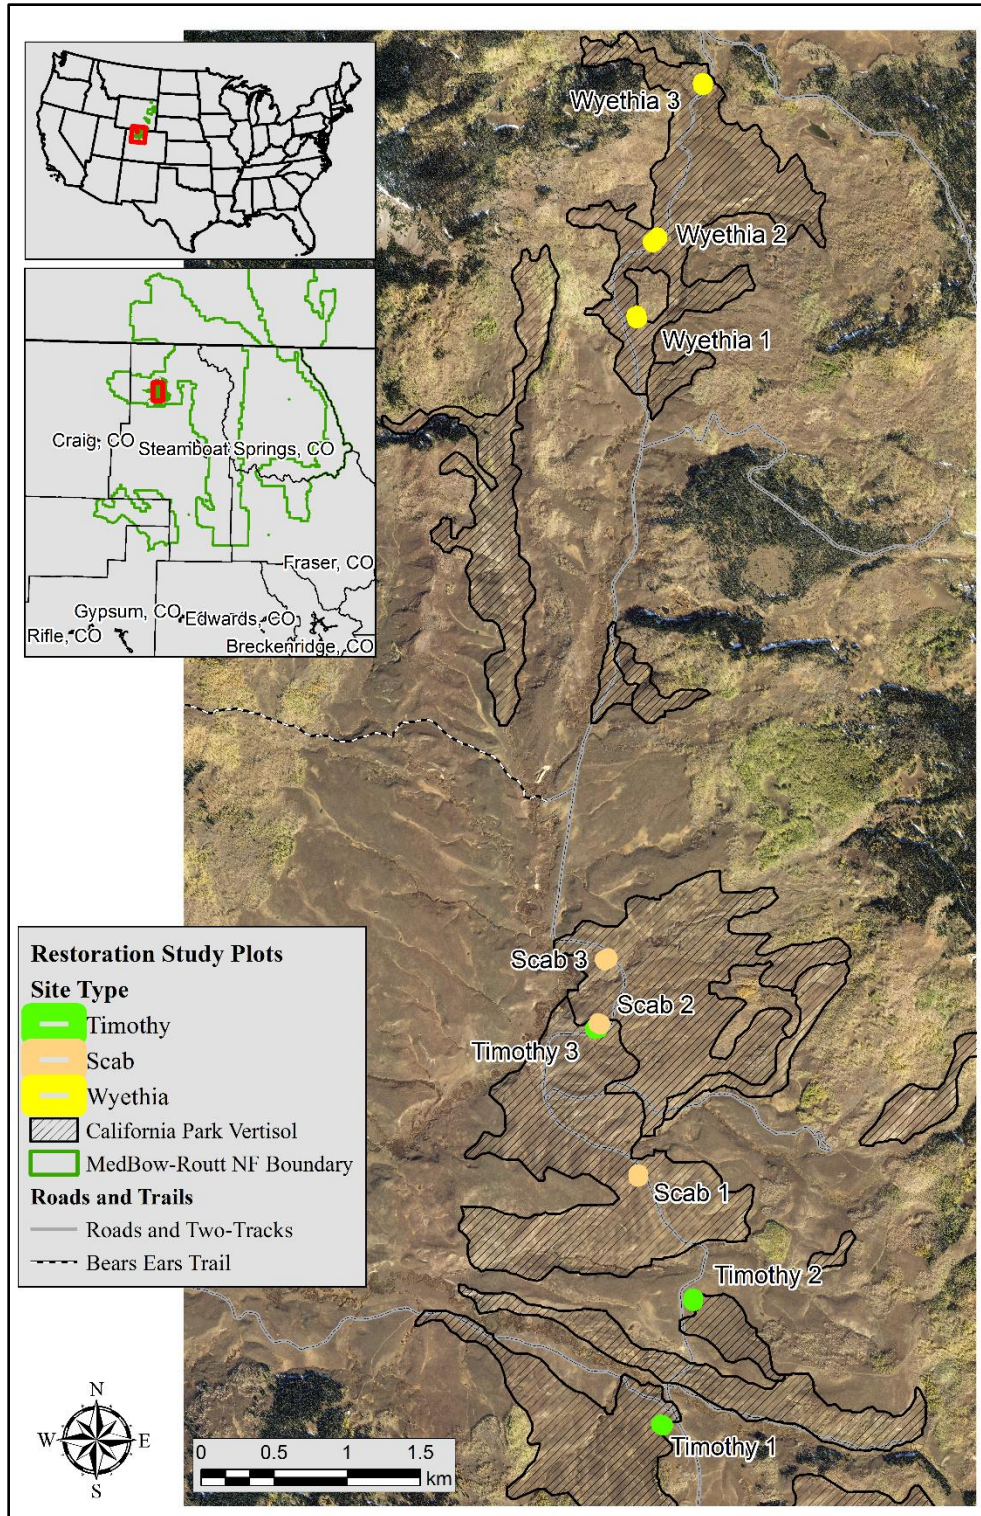 Wyethia 3
Wyethia 2
Wyethia 1
Craig, CO
Steamboat Springs, CO
Fraser, CO
Gypsum, CO
Edwards, CO
Rifle, CO
Breckenridge, CO
Scab 3
Scab 2
Timothy 3
Scab 1
Timothy 2
Timothy 1
Restoration Study Plots
Site Type
Timothy
Scab
Wyethia
California Park Vertisol
MedBow-Routt NF Boundary
Roads and Trails
Roads and Two-Tracks
Bears Ears Trail
N
W E
S
0 0.5 1 1.5
km